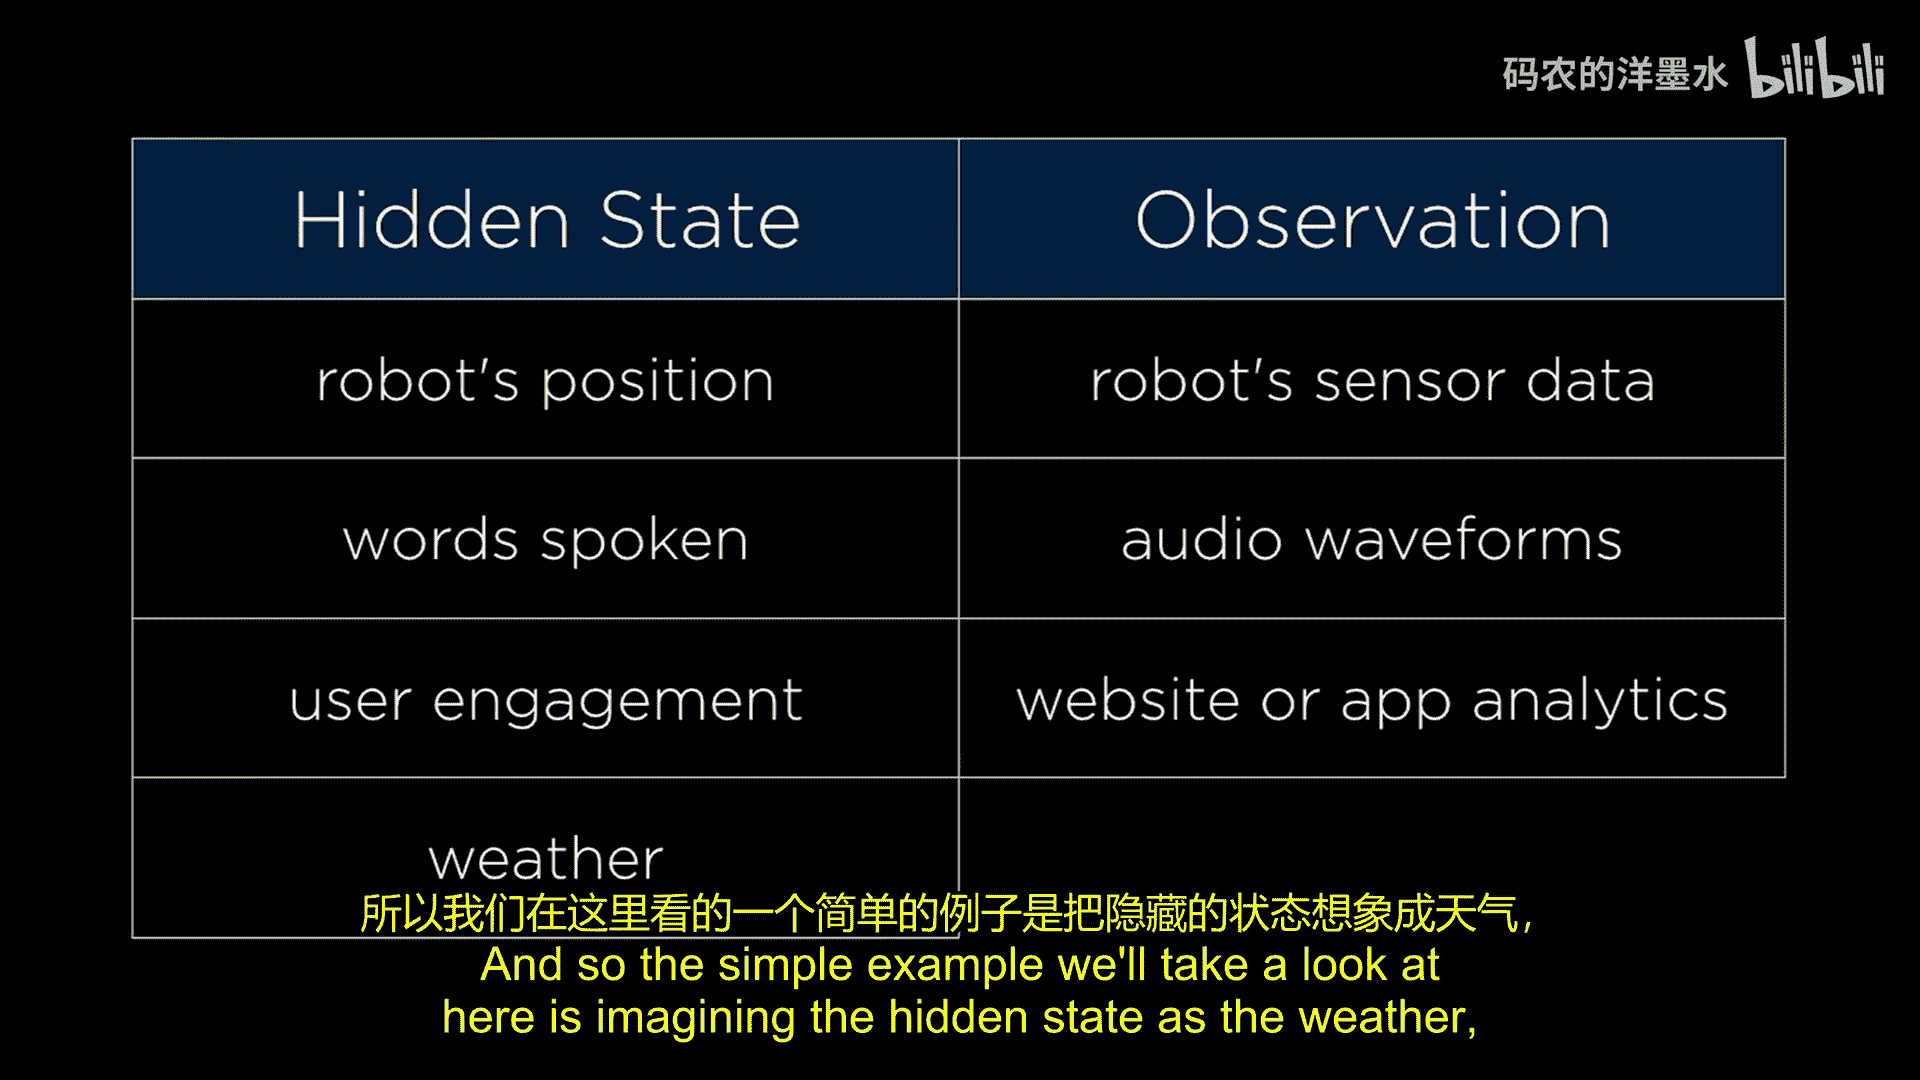 码农的洋墨水 bilibili
Hidden State Observation
robot's position robot's sensor data
words spoken audio waveforms
user engagement website or app analytics
weather
所以我们在这里看的一个简单的例子是把隐藏的状态想象成天气，
And so the simple example we'll take a look at
here is imagining the hidden state as the weather,